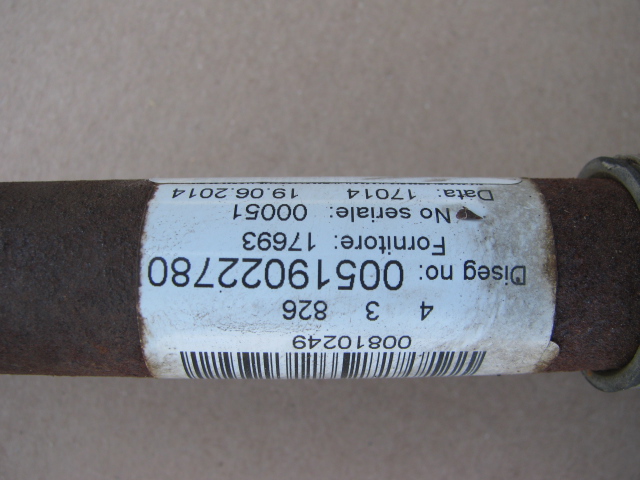 00810249
4 3 826
Diseg no: 00519022780
Fornitore: 17693
No seriale: 00051
Data: 17014 19.06.2014